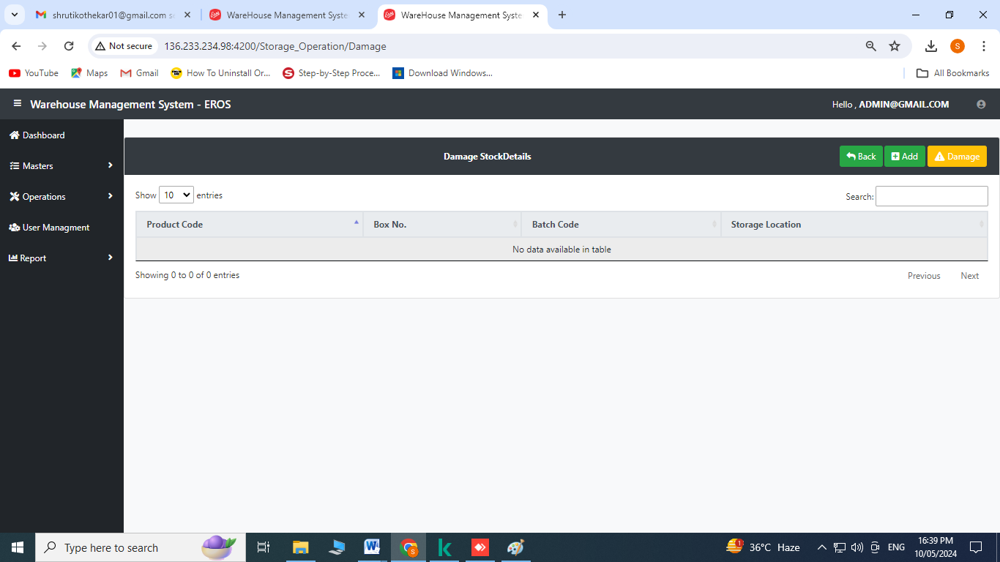 shrutikothekar01@gmail.com se
WareHouse Management Syste
WareHouse Management Syste
Not secure
136.233.234.98:4200/Storage_Operation/Damage
S
YouTube
Maps
Gmail
How To Uninstall Or...
Step-by-Step Proce...
Download Windows...
All Bookmarks
Warehouse Management System - EROS
Hello , ADMIN@GMAIL.COM
Dashboard
Masters
Operations
User Managment
Report
Damage StockDetails
Back
Add
Damage
Show 10 entries
Search:
Product Code
Box No.
Batch Code
Storage Location
No data available in table
Showing 0 to 0 of 0 entries
Previous
Next
Type here to search
36°C Haze
ENG
16:39 PM
10/05/2024